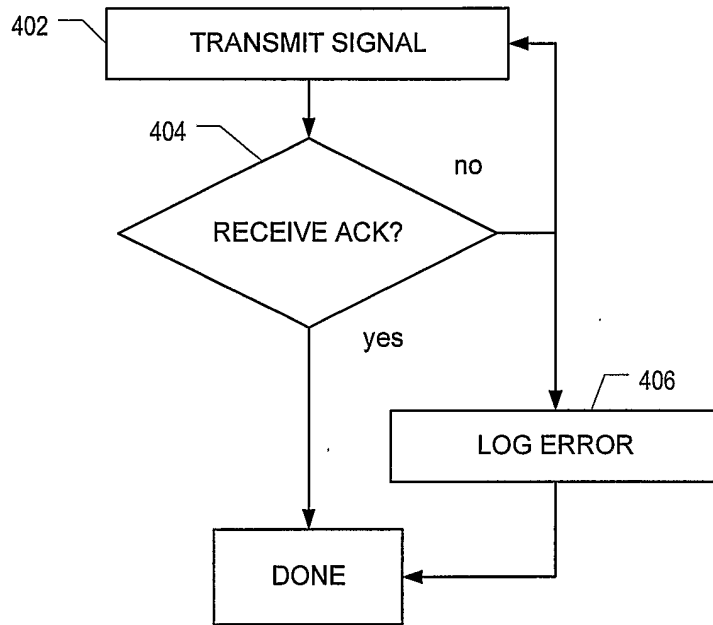 402
TRANSMIT SIGNAL
404
no
RECEIVE ACK?
yes
406
LOG ERROR
DONE